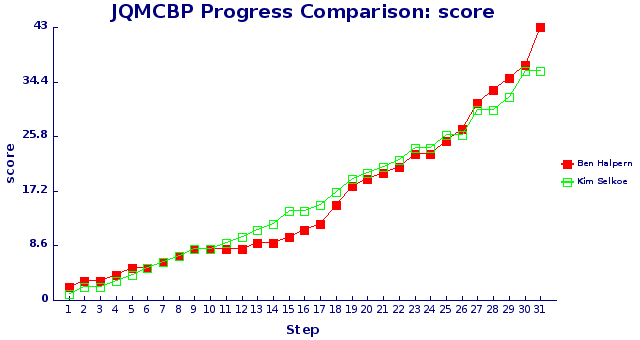 JQMCBP Progress Comparison: score
43
34.4
25.8
17.2
8.6
0
score
1 2 3 4 5 6 7 8 9 10 11 12 13 14 15 16 17 18 19 20 21 22 23 24 25 26 27 28 29 30 31
Step
Ben Halpern
Kim Selkoe